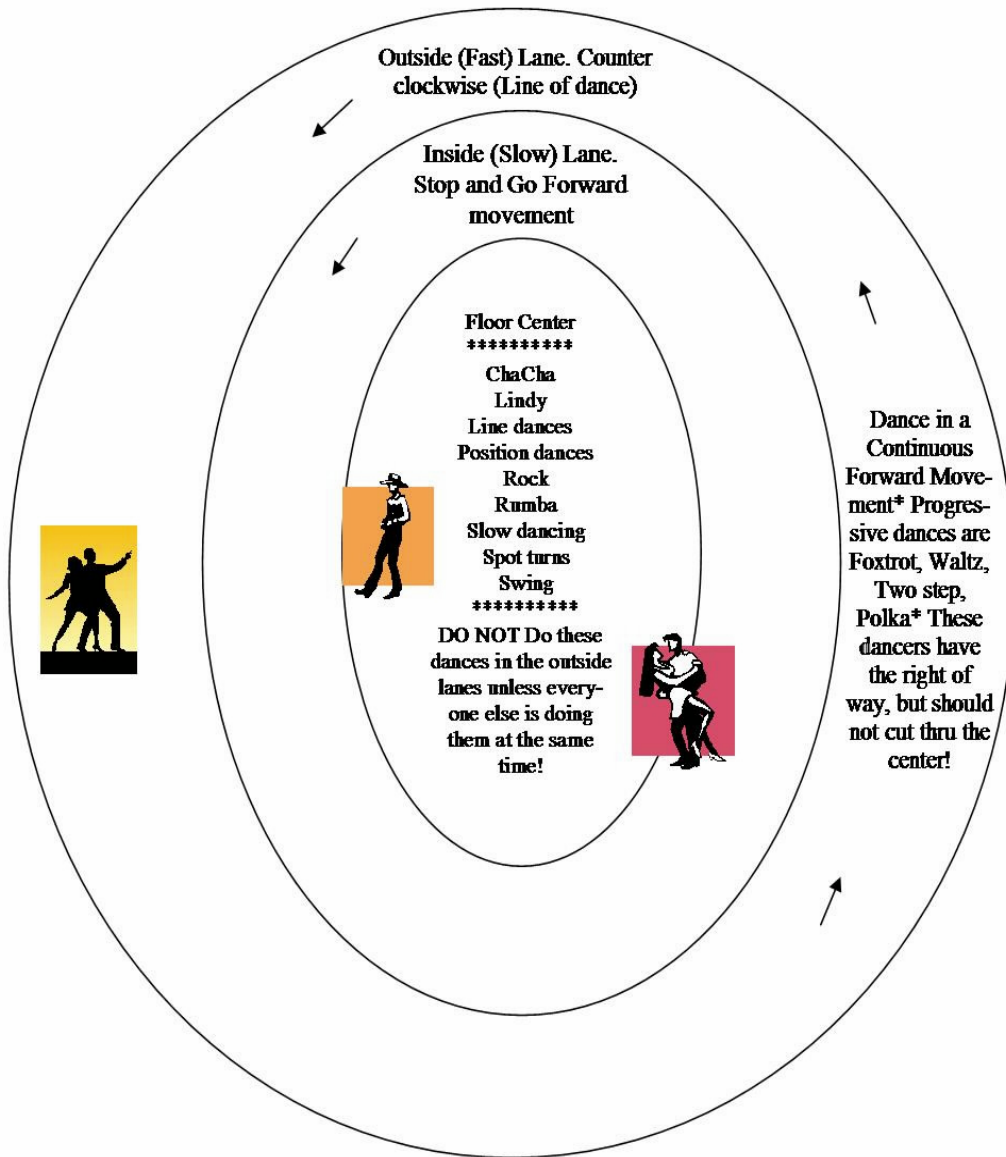 Outside (Fast) Lane. Counter
clockwise (Line of dance)
Inside (Slow) Lane.
Stop and Go Forward
movement
Floor Center
**********
ChaCha
Lindy
Line dances
Position dances
Rock
Rumba
Slow dancing
Spot turns
Swing
**********
DO NOT Do these
dances in the outside
lanes unless every-
one else is doing
them at the same
time!
Dance in a
Continuous
Forward Move-
ment* Progres-
sive dances are
Foxtrot, Waltz,
Two step,
Polka* These
dancers have
the right of
way, but should
not cut thru the
center!